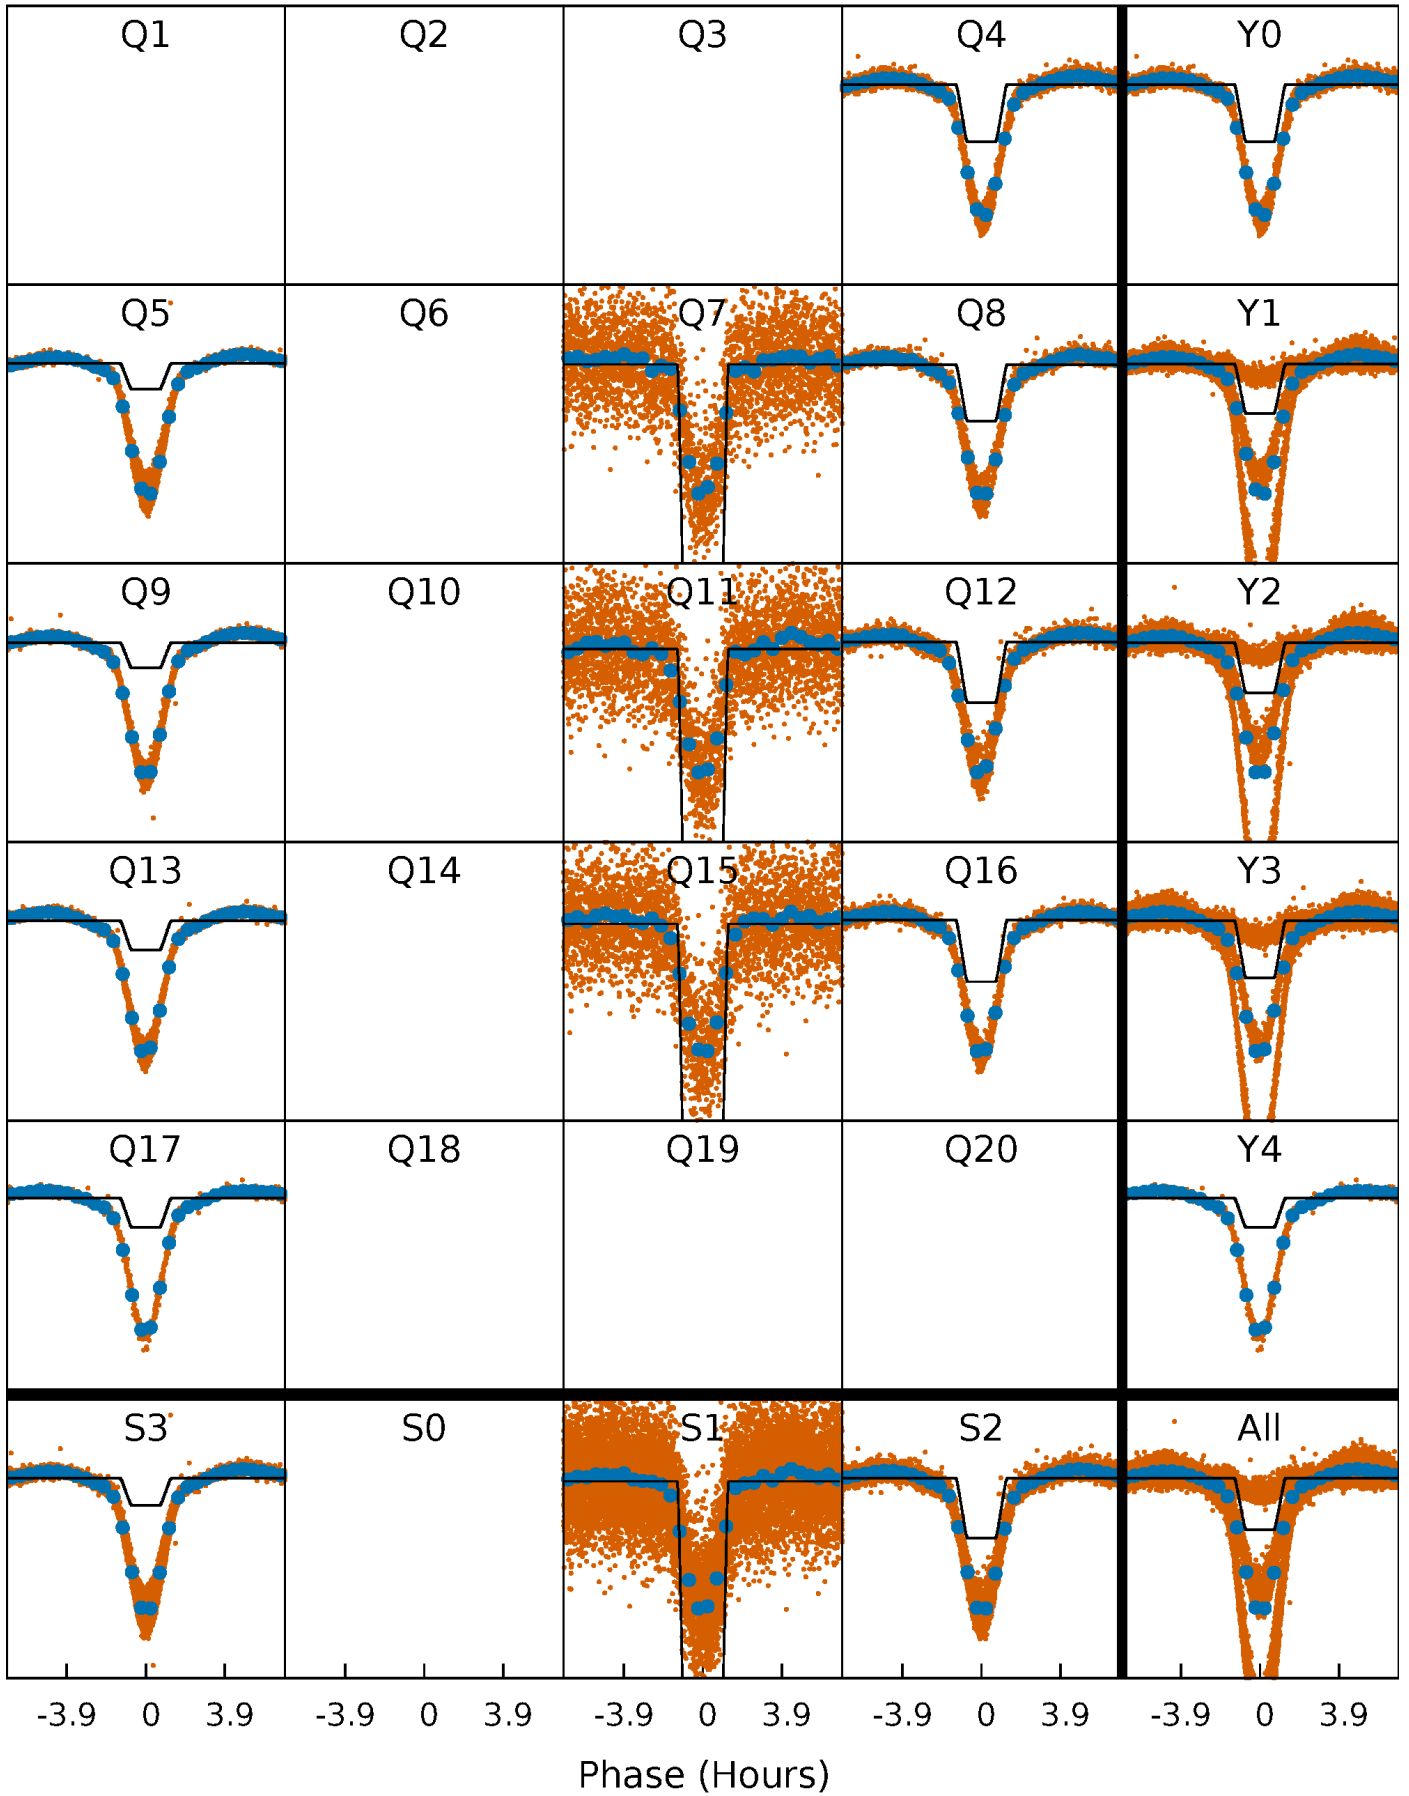 Q1 Q2 Q3 Q4 Y0
Q5 Q6 Q7 Q8 Y1
Q9 Q10 Q11 Q12 Y2
Q13 Q14 Q15 Q16 Y3
Q17 Q18 Q19 Q20 Y4
S3 S0 S1 S2 All
-3.9 0 3.9 -3.9 0 3.9 -3.9 0 3.9 -3.9 0 3.9 -3.9 0 3.9
Phase (Hours)